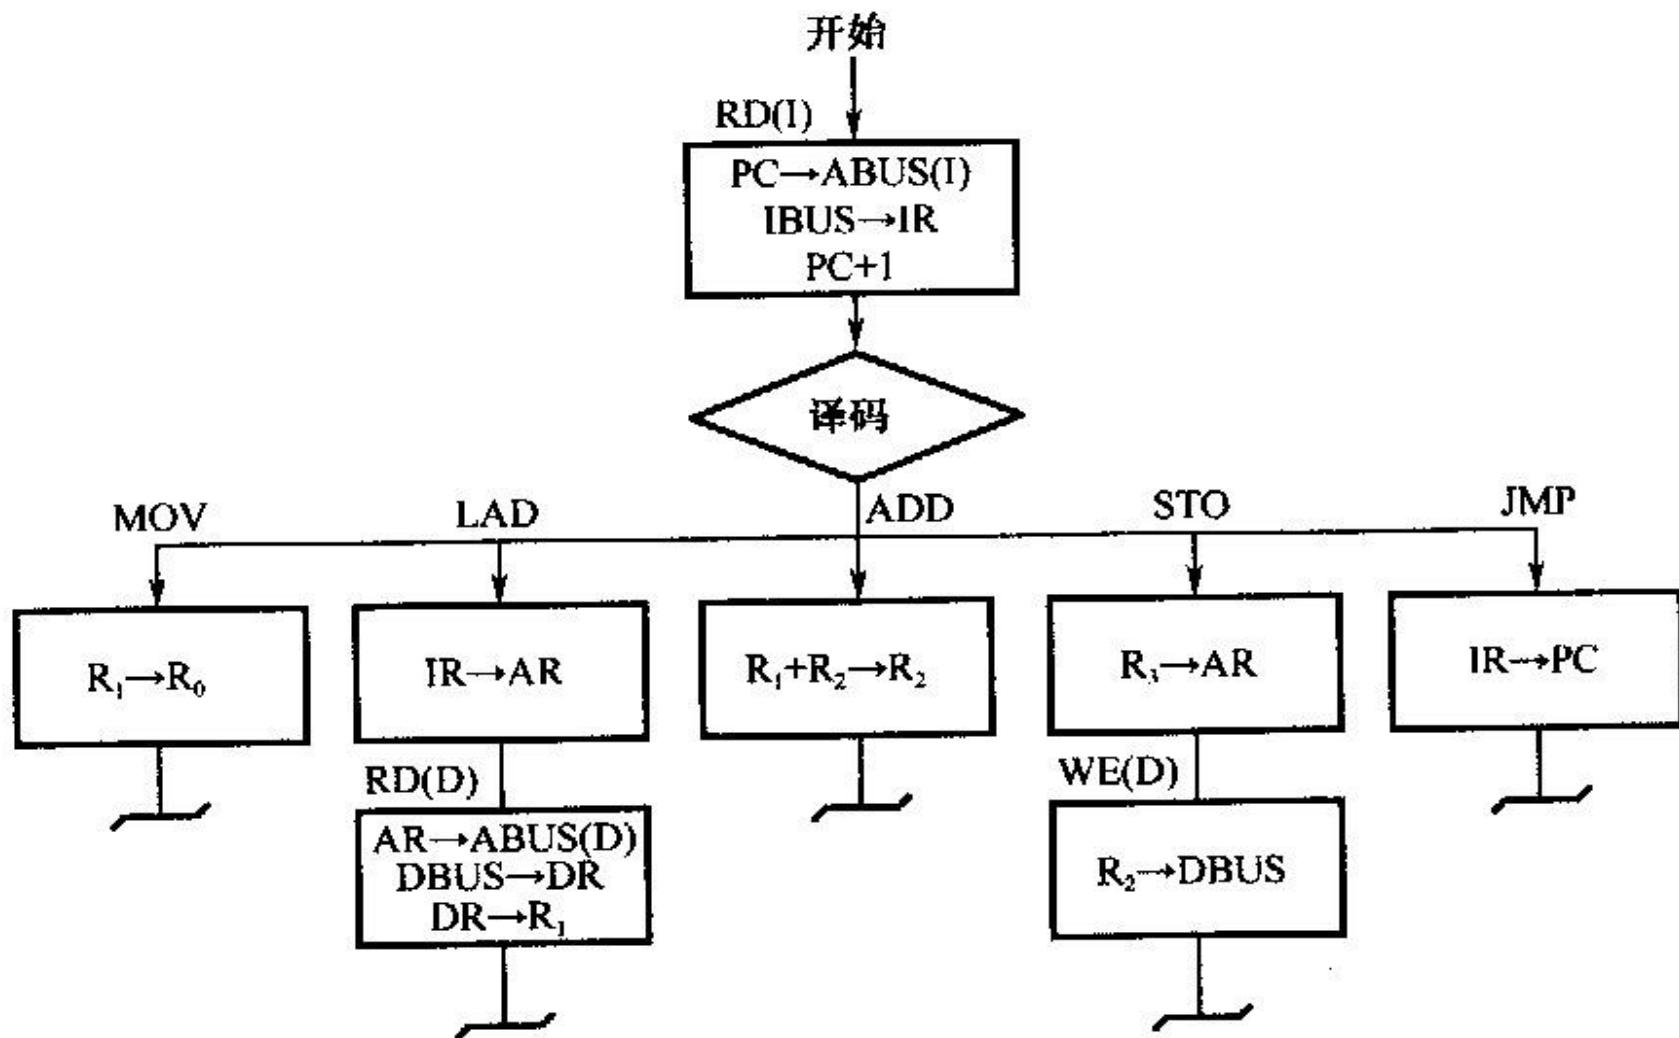 开始
RD(I)
PC→ABUS(I)
IBUS→IR
PC+1
译码
MOV
LAD
ADD
STO
JMP
R₁→R₀
IR→AR
R₁+R₂→R₂
R₃→AR
IR→PC
RD(D)
WE(D)
AR→ABUS(D)
DBUS→DR
DR→R₁
R₂→DBUS